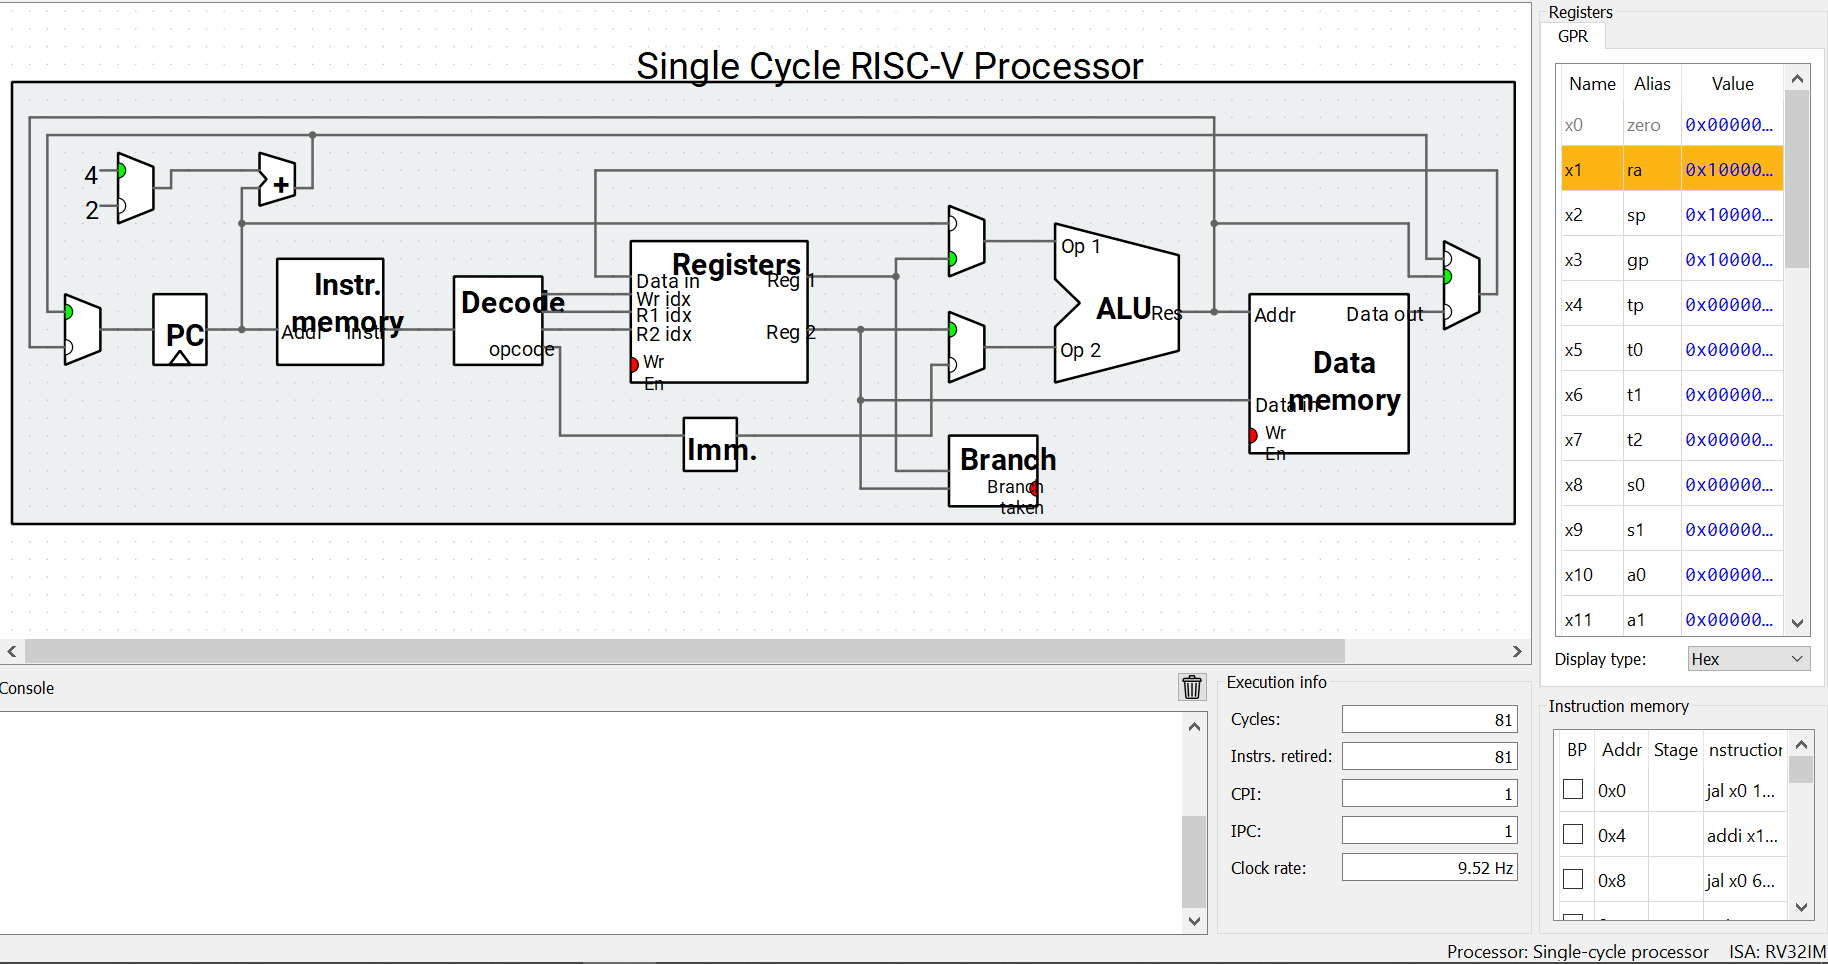 Single Cycle RISC-V Processor
4
2
+
PC
Instr.
memory
Addr
Instr
Decode
opcode
Registers
Data in
Wr idx
R1 idx
R2 idx
Wr
En
Reg 1
Reg 2
Imm.
Op 1
Op 2
ALU
Res
Branch
Branch
taken
Addr
Data out
Data
memory
Data in
Wr
En
Console
Execution info
Cycles: 81
Instrs. retired: 81
CPI: 1
IPC: 1
Clock rate: 9.52 Hz
Registers
GPR
Name Alias Value
x0 zero 0x00000...
x1 ra 0x10000...
x2 sp 0x10000...
x3 gp 0x10000...
x4 tp 0x00000...
x5 t0 0x00000...
x6 t1 0x00000...
x7 t2 0x00000...
x8 s0 0x00000...
x9 s1 0x00000...
x10 a0 0x00000...
x11 a1 0x00000...
Display type: Hex
Instruction memory
BP Addr Stage nstruction
0x0 jal x0 1...
0x4 addi x1...
0x8 jal x0 6...
Processor: Single-cycle processor ISA: RV32IM